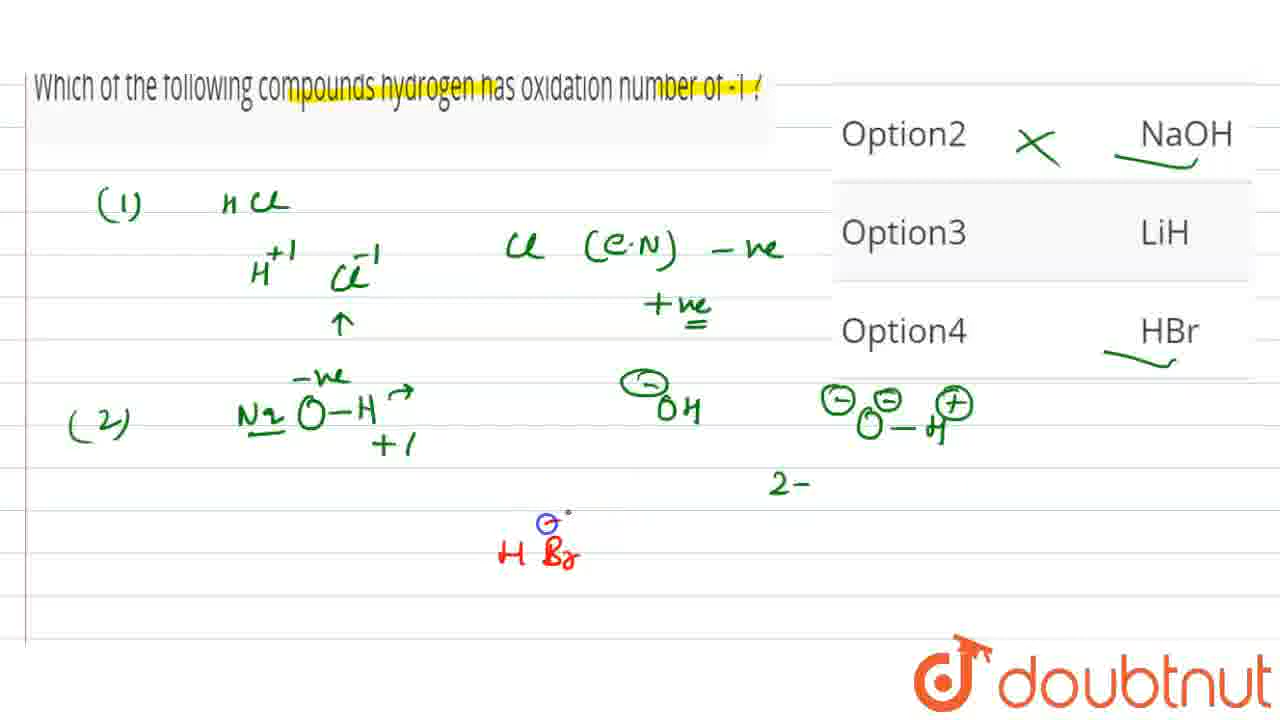 Which of the following compounds hydrogen has oxidation number of -1 ?
Option2 NaOH
Option3 LiH
Option4 HBr
(1) HCl
H+1 Cl-1
Cl (E.N) -ve
+ve
(2) Na O-H
-ve
+1
OH
O-H
2-
H Br
doubtnut